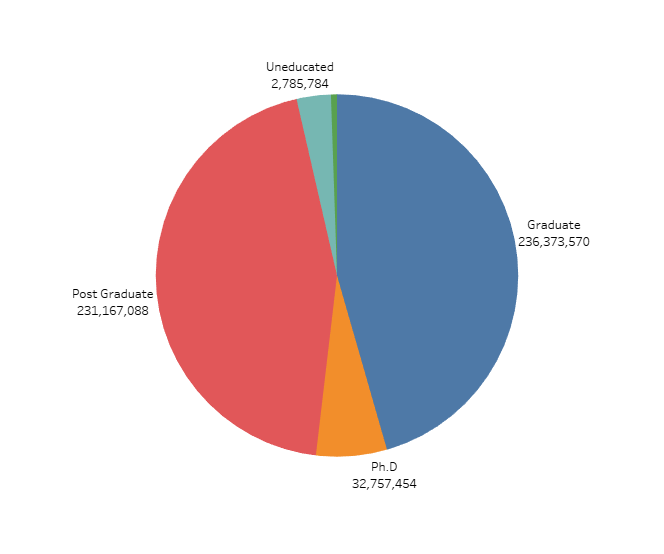 Uneducated
2,785,784
Graduate
236,373,570
Post Graduate
231,167,088
Ph.D
32,757,454